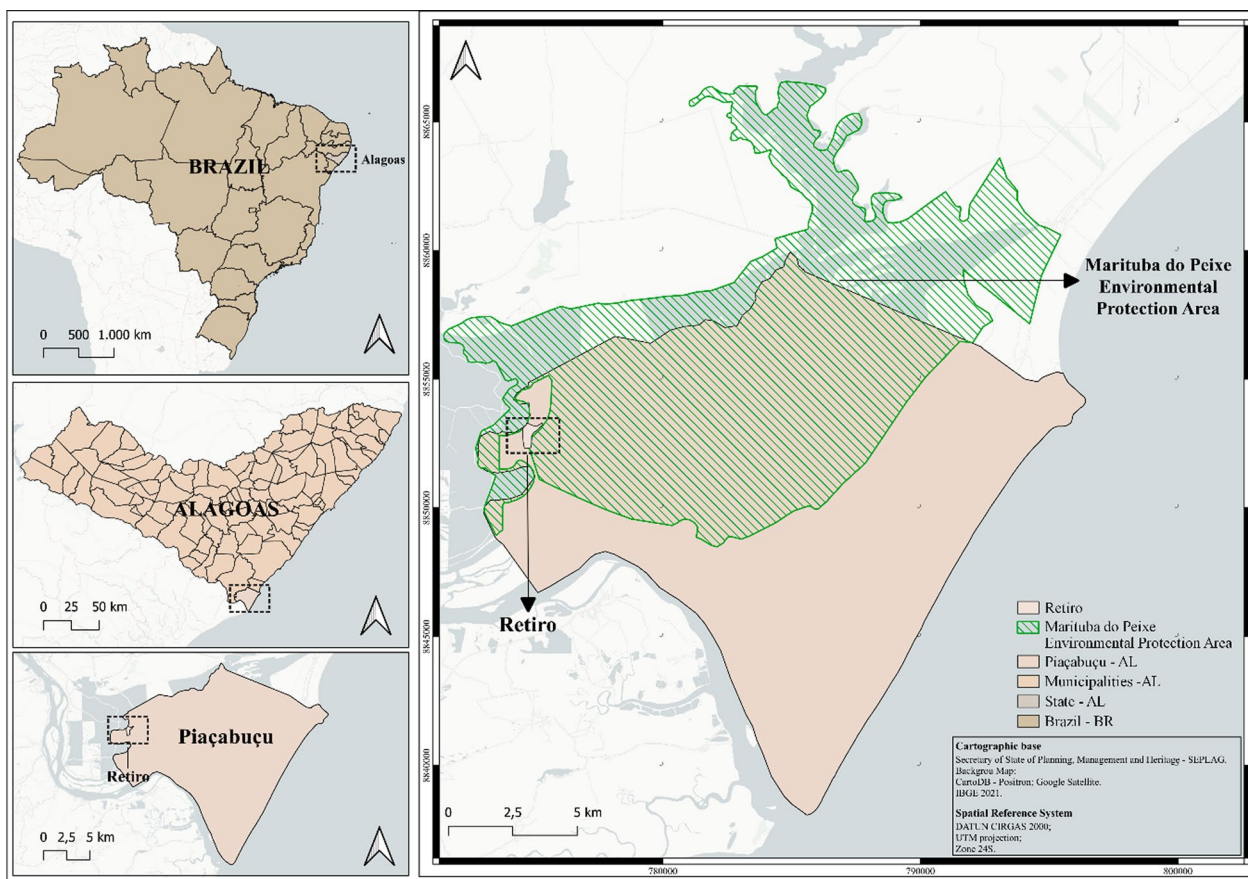 BRAZIL
Alagoas
0 500 1.000 km
ALAGOAS
0 25 50 km
Piaçabuçu
Retiro
0 2,5 5 km
8865000
8860000
8855000
8850000
8845000
8840000
Marituba do Peixe
Environmental
Protection Area
Retiro
Retiro
Marituba do Peixe
Environmental Protection Area
Piaçabuçu - AL
Municipalities -AL
State - AL
Brazil - BR
Cartographic base
Secretary of State of Planning, Management and Heritage - SEPLAG.
Backgrou Map:
CartoDB - Positron; Google Satellite.
IBGE 2021.
Spatial Reference System
DATUN CIRGAS 2000;
UTM projection;
Zone 24S.
0 2,5 5 km
780000 790000 800000